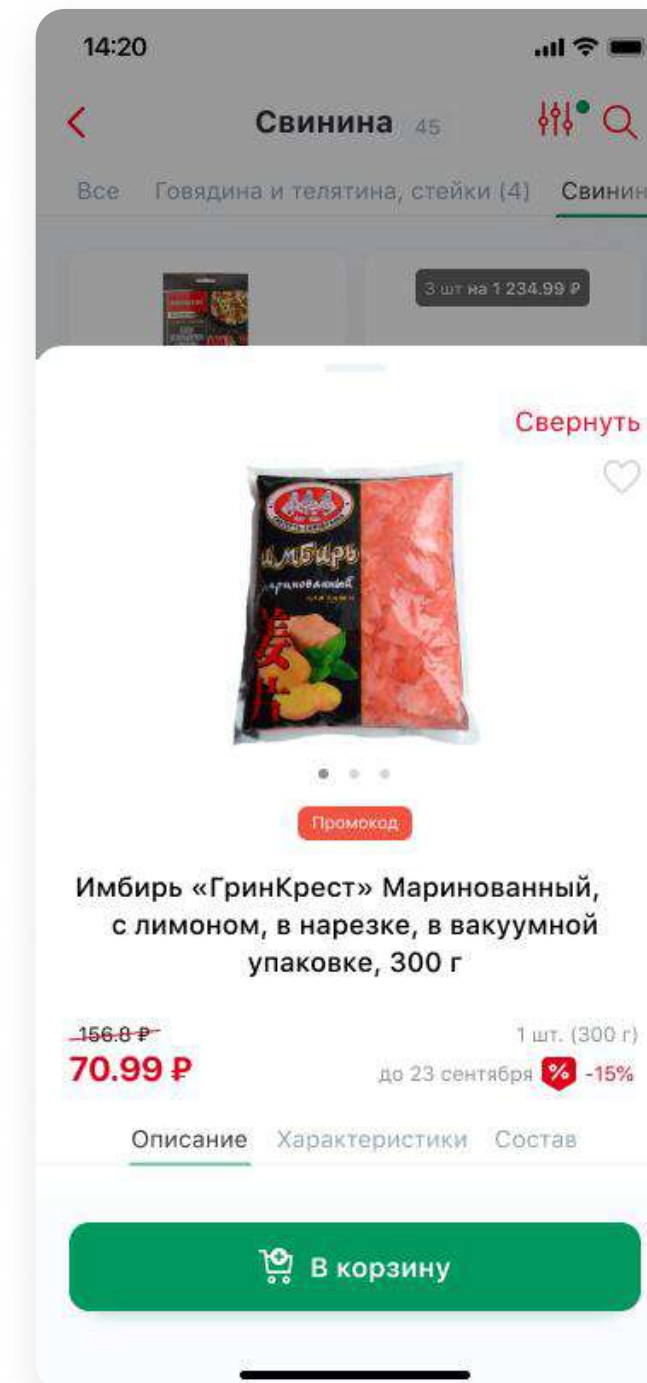 14:20
Свинина 45
Все Говядина и телятина, стейки (4) Свинин
3 шт на 1 234.99 ₽
Свернуть
имбирь
маринованный
Промокод
Имбирь «ГринКрест» Маринованный,
с лимоном, в нарезке, в вакуумной
упаковке, 300 г
156.8 ₽
1 шт. (300 г)
70.99 ₽
до 23 сентября % -15%
Описание Характеристики Состав
В корзину